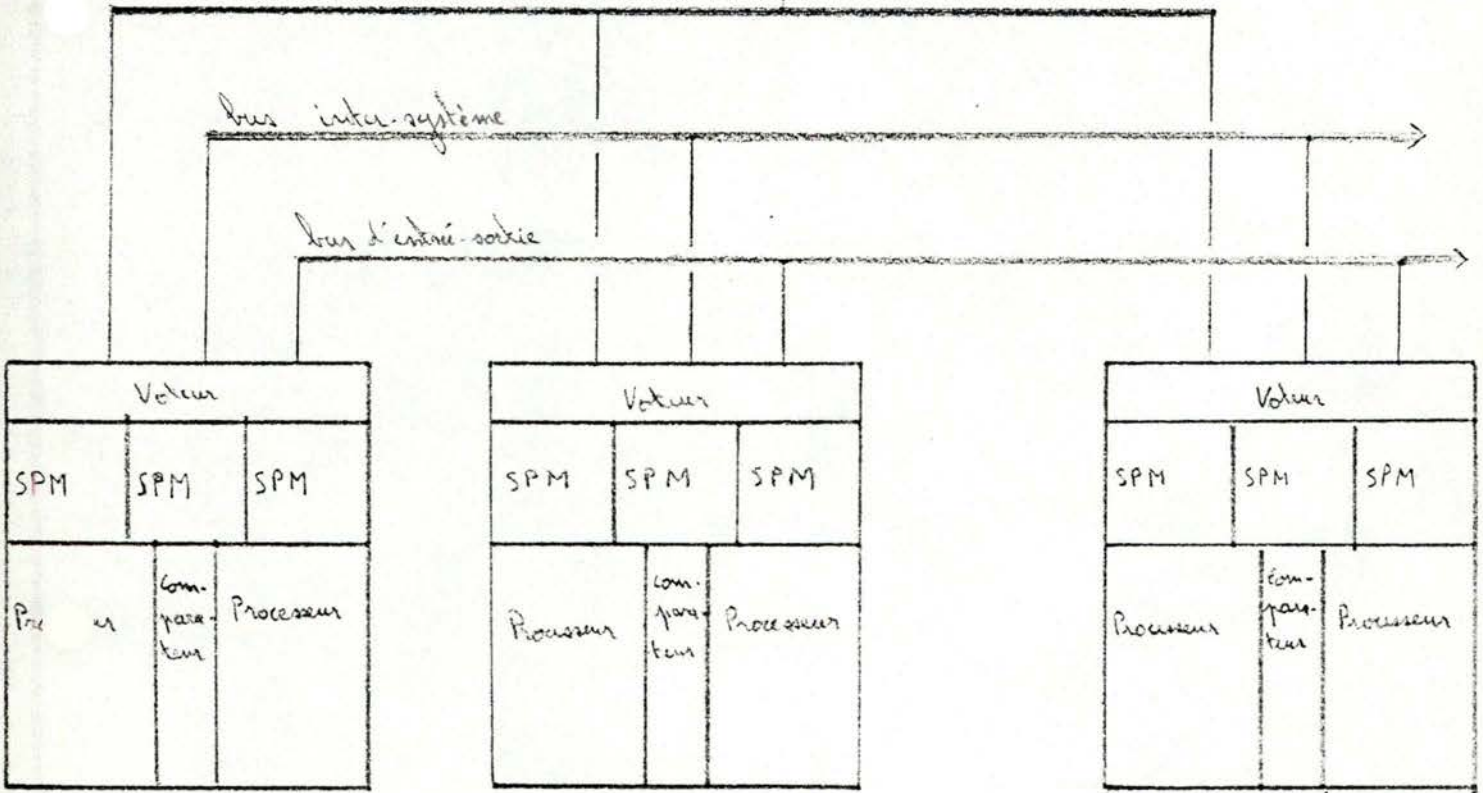 bus inter-système
bus d'entrée-sortie
Voteur
Voteur
Voteur
SPM SPM SPM
SPM SPM SPM
SPM SPM SPM
com-
para-
teur
Processeur
Processeur
com-
para-
teur
Processeur
Processeur
com-
para-
teur
Processeur